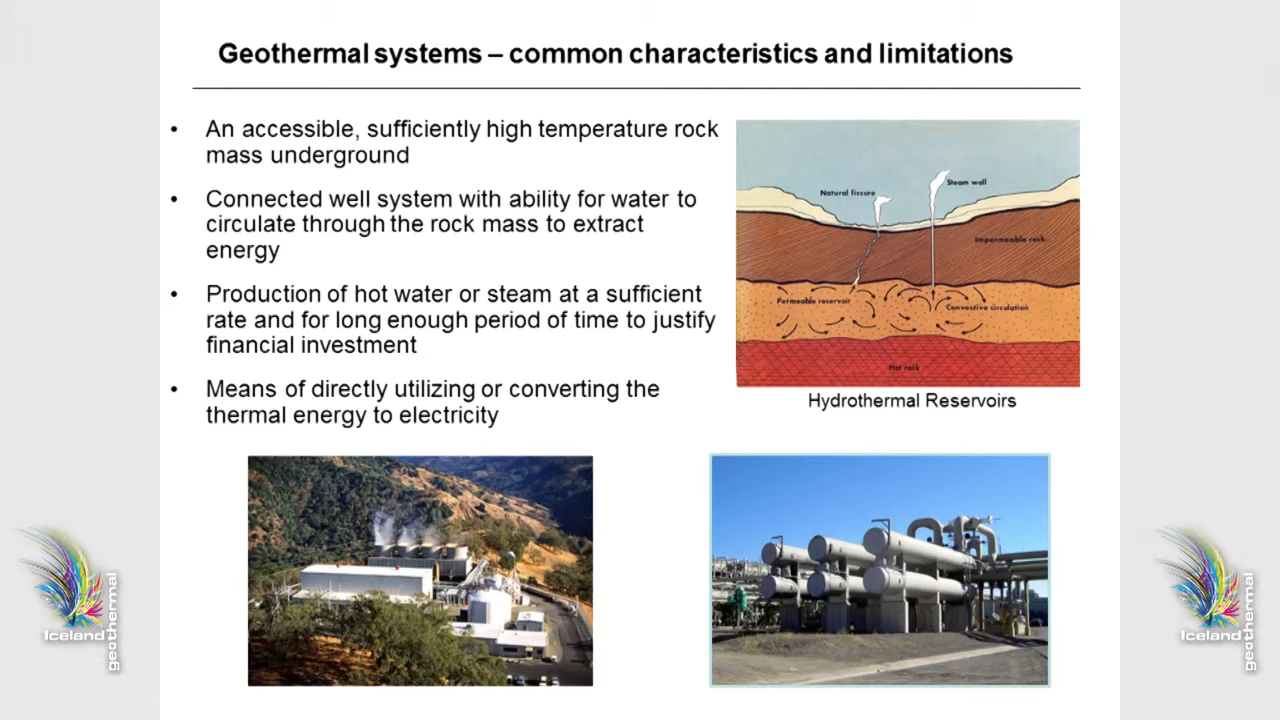 Geothermal systems – common characteristics and limitations
• An accessible, sufficiently high temperature rock
mass underground
• Connected well system with ability for water to
circulate through the rock mass to extract
energy
• Production of hot water or steam at a sufficient
rate and for long enough period of time to justify
financial investment
• Means of directly utilizing or converting the
thermal energy to electricity
Natural fissure
Steam well
Impermeable rock
Permeable reservoir
Convective circulation
Hot rock
Hydrothermal Reservoirs
Iceland
geothermal
Iceland
geothermal